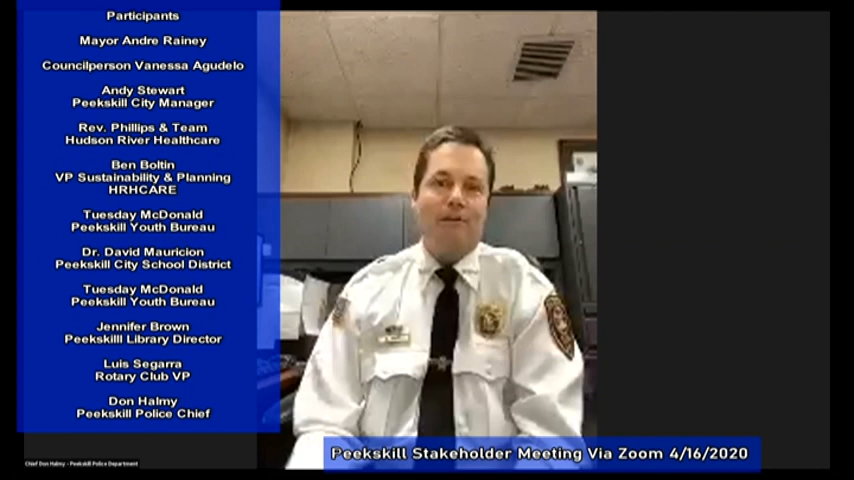 Participants
Mayor Andre Rainey
Councilperson Vanessa Agudelo
Andy Stewart
Peekskill City Manager
Rev. Phillips & Team
Hudson River Healthcare
Ben Boltin
VP Sustainability & Planning
HRHCARE
Tuesday McDonald
Peekskill Youth Bureau
Dr. David Mauricion
Peekskill City School District
Tuesday McDonald
Peekskill Youth Bureau
Jennifer Brown
Peekskilll Library Director
Luis Segarra
Rotary Club VP
Don Halmy
Peekskill Police Chief
Chief Don Halmy - Peekskill Police Department
Peekskill Stakeholder Meeting Via Zoom 4/16/2020